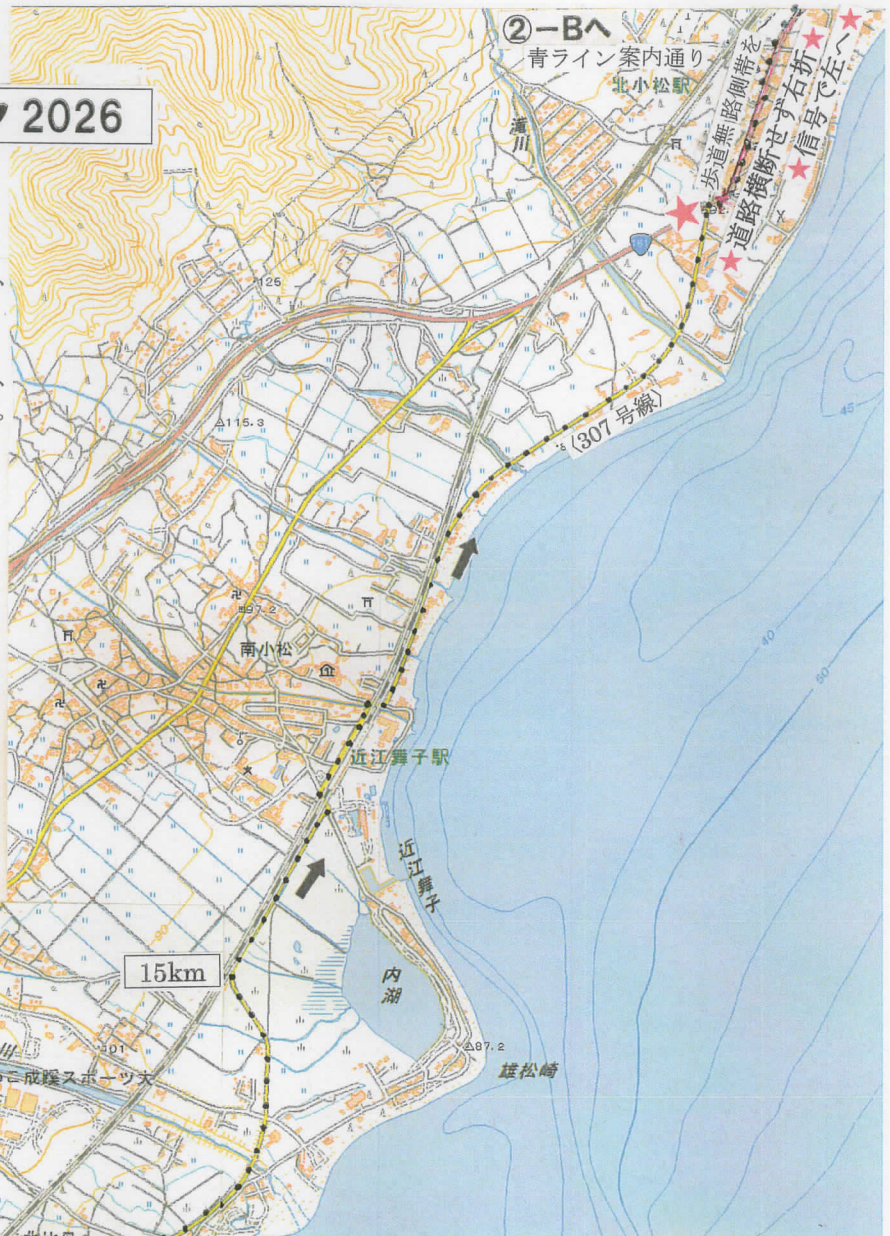 ②－Bへ
青ライン案内通り
北小松駅
2026
滝川
歩道無路側帯を
★道路横断せず右折★
★信号で左へ★
161
125
△115.3
〈307号線〉
45
40
50
97.2
南小松
近江舞子駅
近江舞子
15km
内湖
△87.2
雄松崎
101
川
成蹊スポーツ大